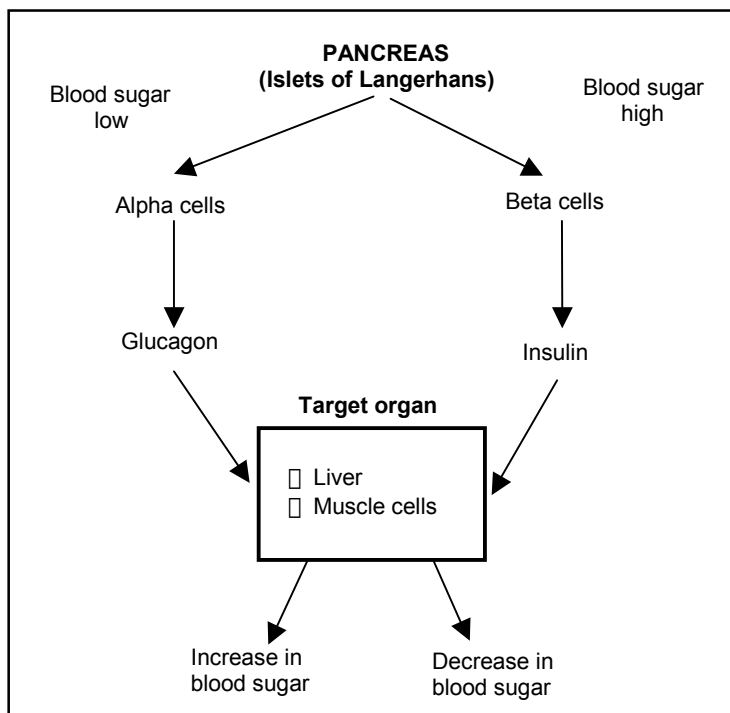 PANCREAS
(Islets of Langerhans)
Blood sugar
low
Blood sugar
high
Alpha cells
Beta cells
Glucagon
Insulin
Target organ
▯ Liver
▯ Muscle cells
Increase in
blood sugar
Decrease in
blood sugar